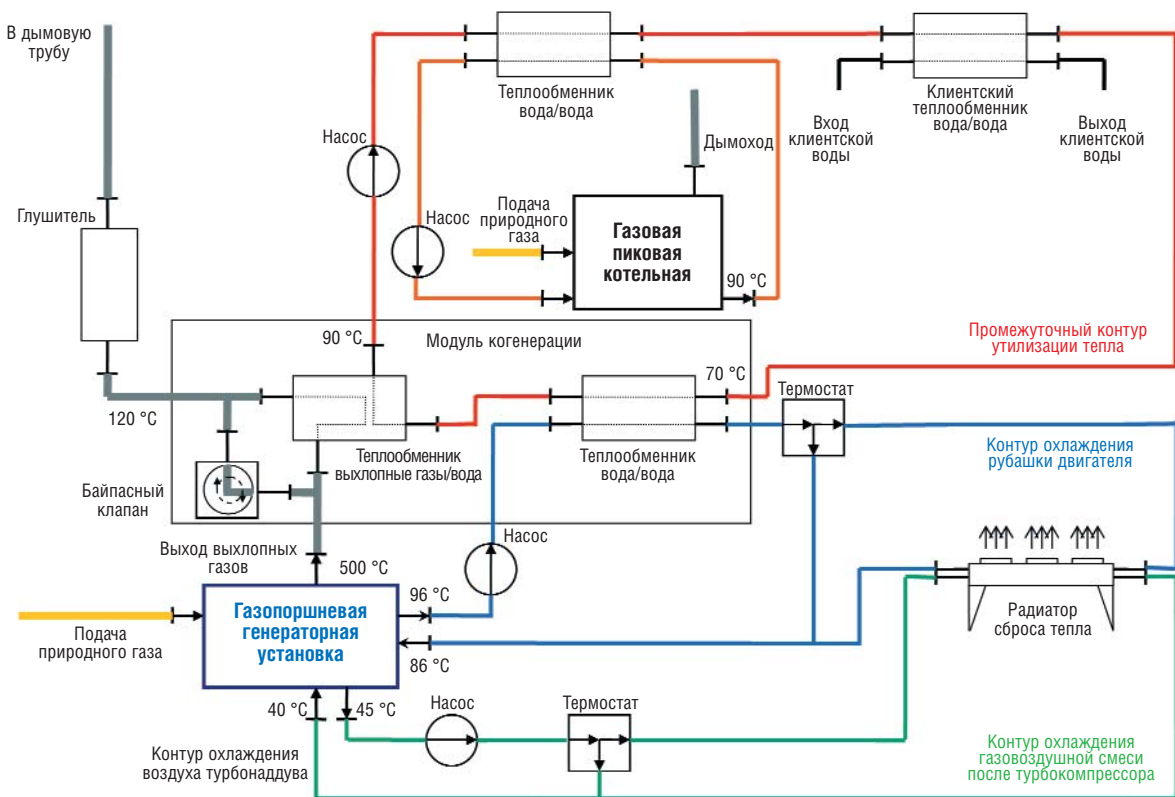 В дымовую
трубу
Теплообменник
вода/вода
Клиентский
теплообменник
вода/вода
Вход
клиентской
воды
Выход
клиентской
воды
Насос
Дымоход
Глушитель
Насос
Подача
природного
газа
Газовая
пиковая
котельная
90 °C
90 °C
Модуль когенерации
Промежуточный контур
утилизации тепла
70 °C
Термостат
120 °C
Теплообменник
выхлопные газы/вода
Теплообменник
вода/вода
Контур охлаждения
рубашки двигателя
Байпасный
клапан
Выход выхлопных
газов
500 °C
Насос
96 °C
Газопоршневая
генераторная
установка
Подача
природного газа
86 °C
Радиатор
сброса тепла
40 °C
45 °C
Насос
Термостат
Контур охлаждения
воздуха турбонаддува
Контур охлаждения
газовоздушной смеси
после турбокомпрессора